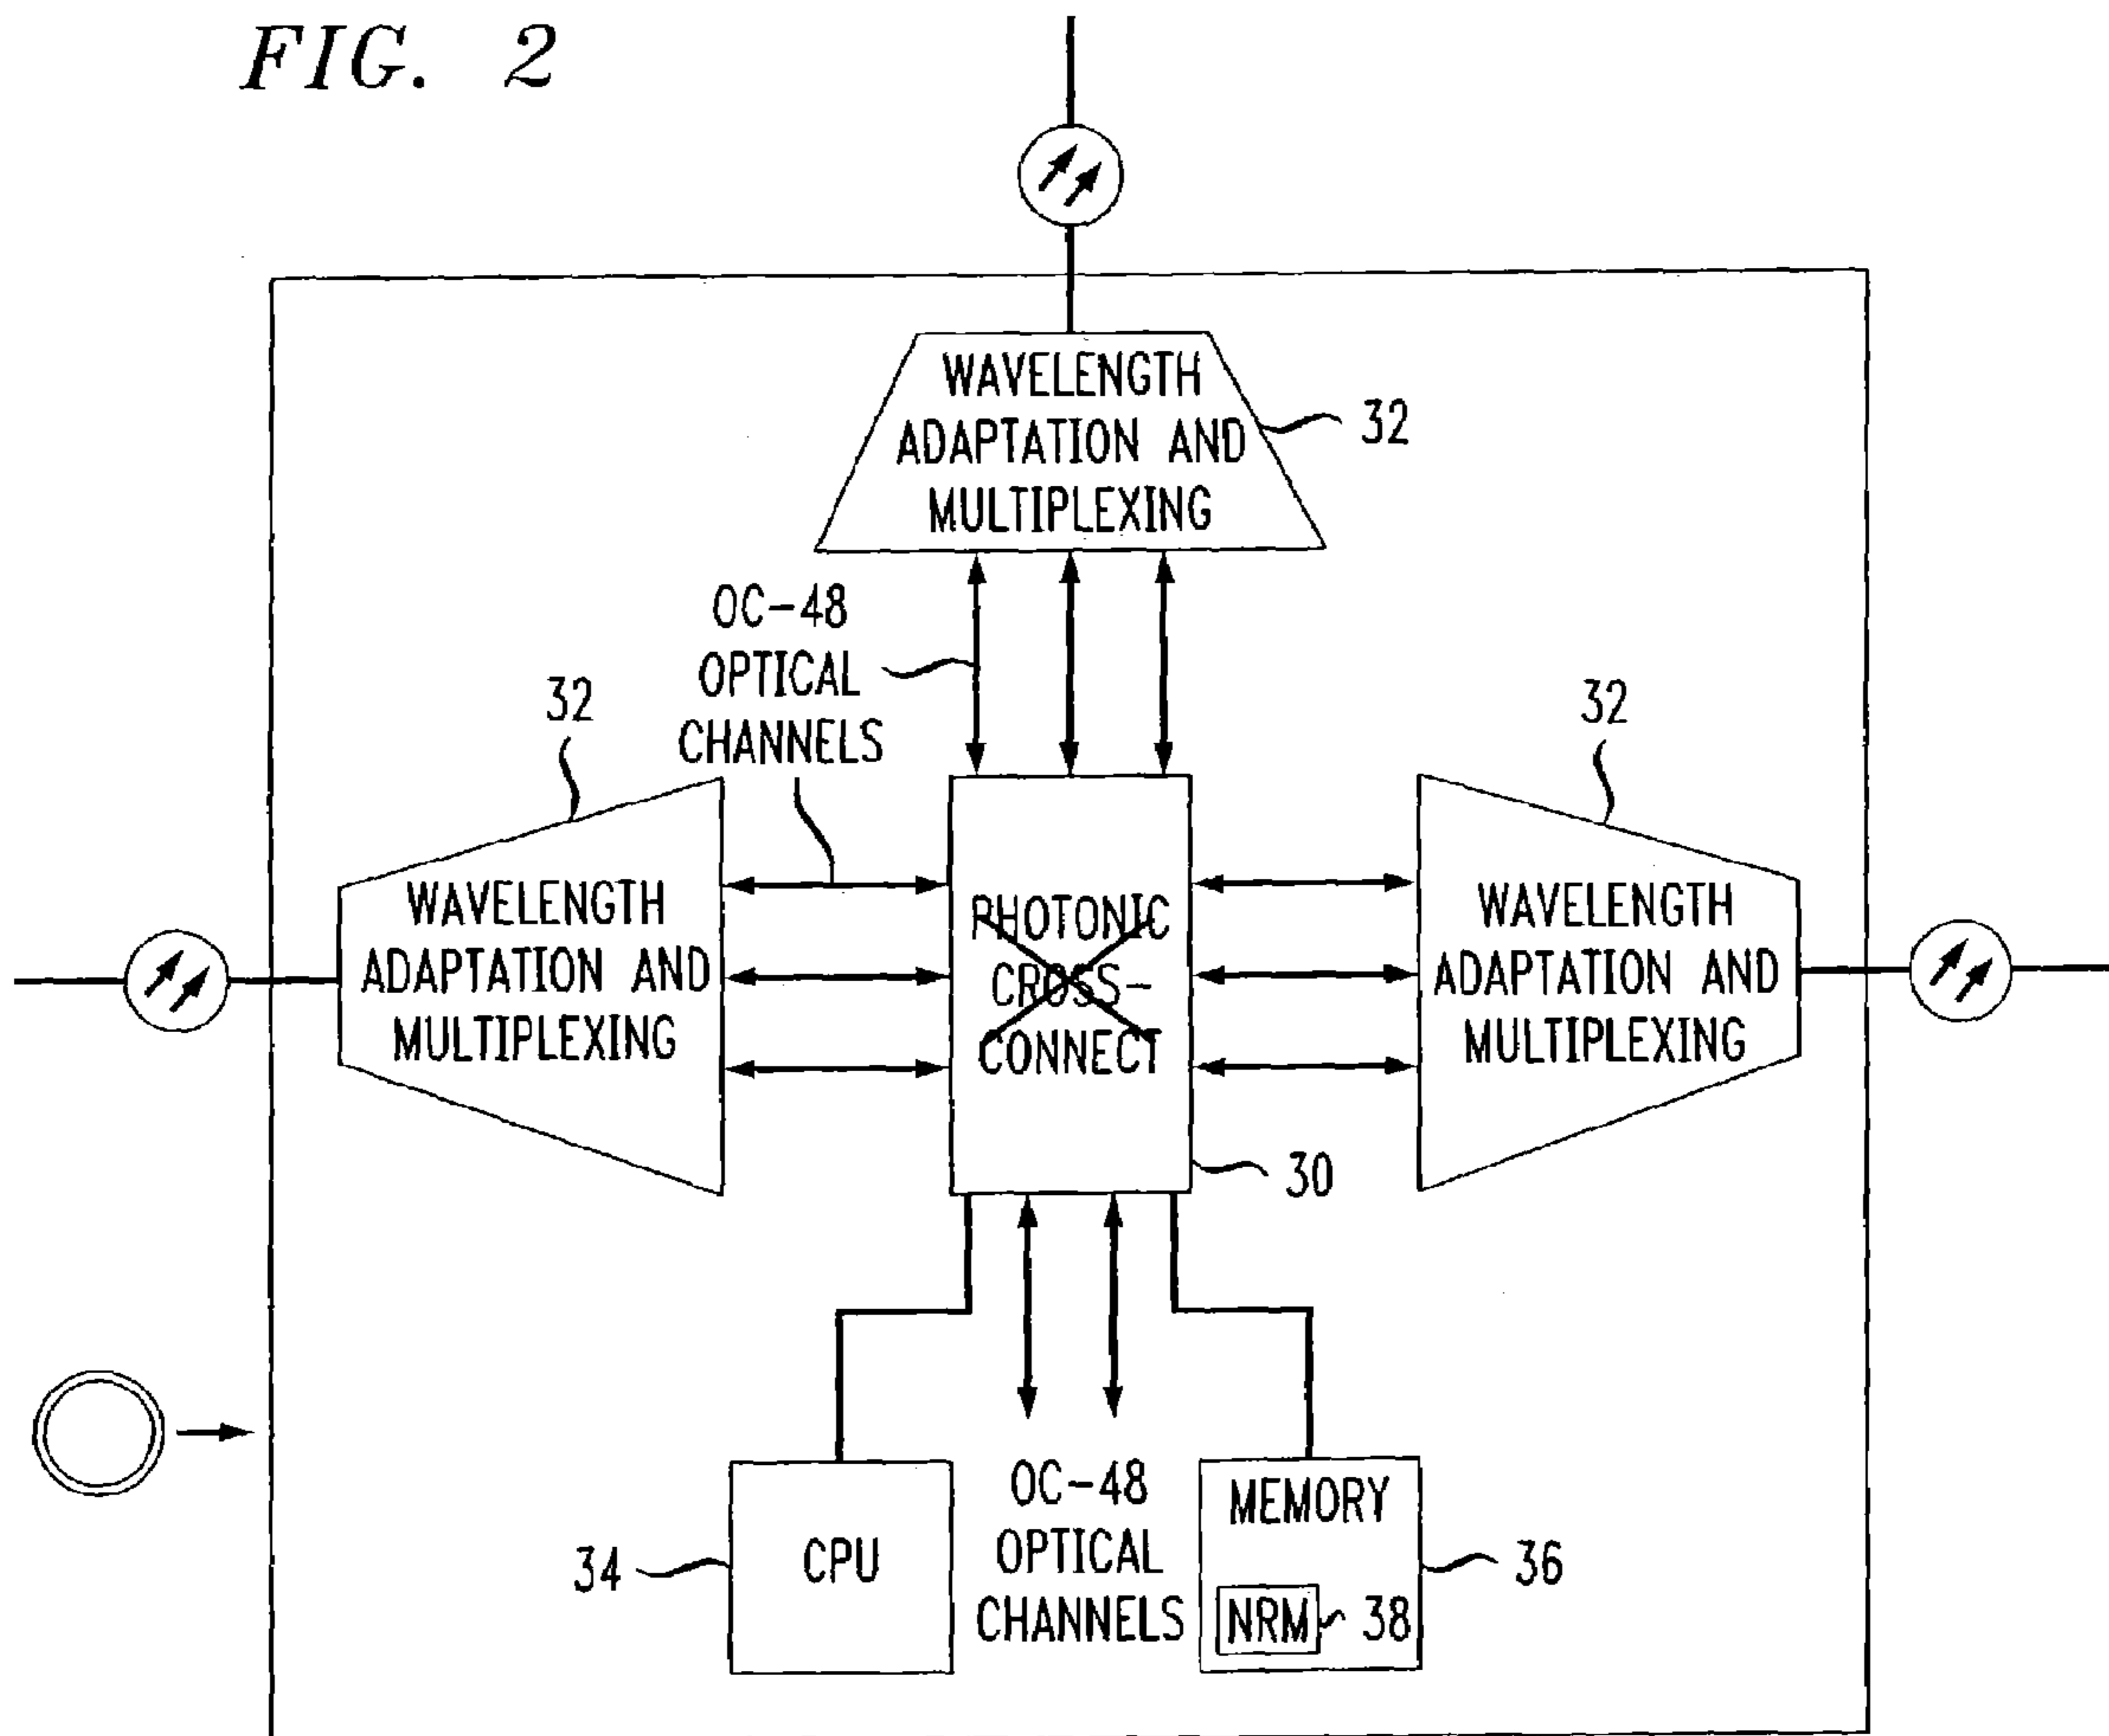 FIG. 2
WAVELENGTH
ADAPTATION AND
MULTIPLEXING
32
OC-48
OPTICAL
CHANNELS
32
WAVELENGTH
ADAPTATION AND
MULTIPLEXING
PHOTONIC
CROSS-
CONNECT
30
32
WAVELENGTH
ADAPTATION AND
MULTIPLEXING
34
CPU
OC-48
OPTICAL
CHANNELS
MEMORY
36
NRM
38